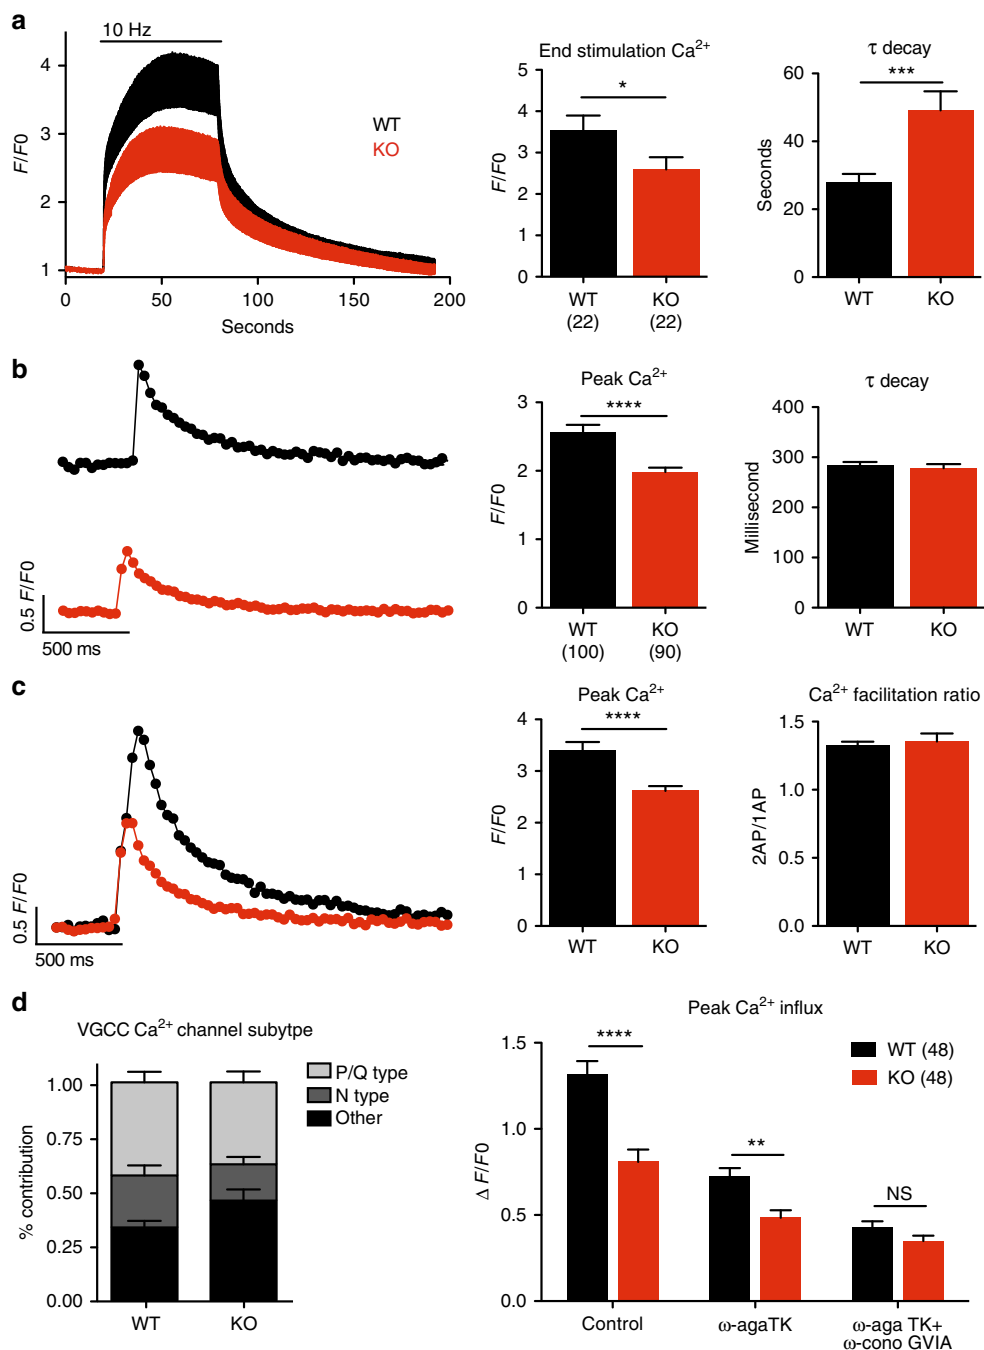 a
10 Hz
4
3
2
1
F/F0
WT
KO
0
50
100
150
200
Seconds
End stimulation Ca2+
*
5
4
3
2
1
0
F/F0
WT
KO
(22)
(22)
τ decay
***
60
40
20
0
Seconds
WT
KO
b
0.5 F/F0
500 ms
Peak Ca2+
****
3
2
1
0
F/F0
WT
KO
(100)
(90)
τ decay
400
300
200
100
0
Millisecond
WT
KO
c
0.5 F/F0
500 ms
Peak Ca2+
****
4
3
2
1
0
F/F0
WT
KO
Ca2+ facilitation ratio
1.5
1.0
0.5
0.0
2AP/1AP
WT
KO
d
VGCC Ca2+ channel subytpe
1.00
0.75
0.50
0.25
0.00
% contribution
WT
KO
P/Q type
N type
Other
Peak Ca2+ influx
****
**
NS
WT (48)
KO (48)
1.5
1.0
0.5
0.0
Δ F/F0
Control
ω-agaTK
ω-aga TK+
ω-cono GVIA